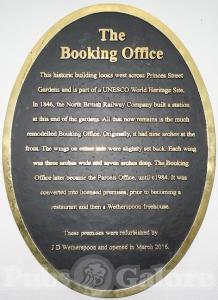 The
Booking Office
This historic building looks west across Princes Street
Gardens and is part of a UNESCO World Heritage Site.
In 1846, the North British Railway Company built a station
at this end of the gardens. All that now remains is the much
remodelled Booking Office. Originally, it had nine arches at the
front. The wings on either side were slightly set back. Each wing
was three arches wide and seven arches deep. The Booking
Office later became the Parcels Office, until c1984. It was
converted into licensed premises, prior to becoming a
restaurant and then a Wetherspoon freehouse.
These premises were refurbished by
J D Wetherspoon and opened in March 2016.
Pubs Galore